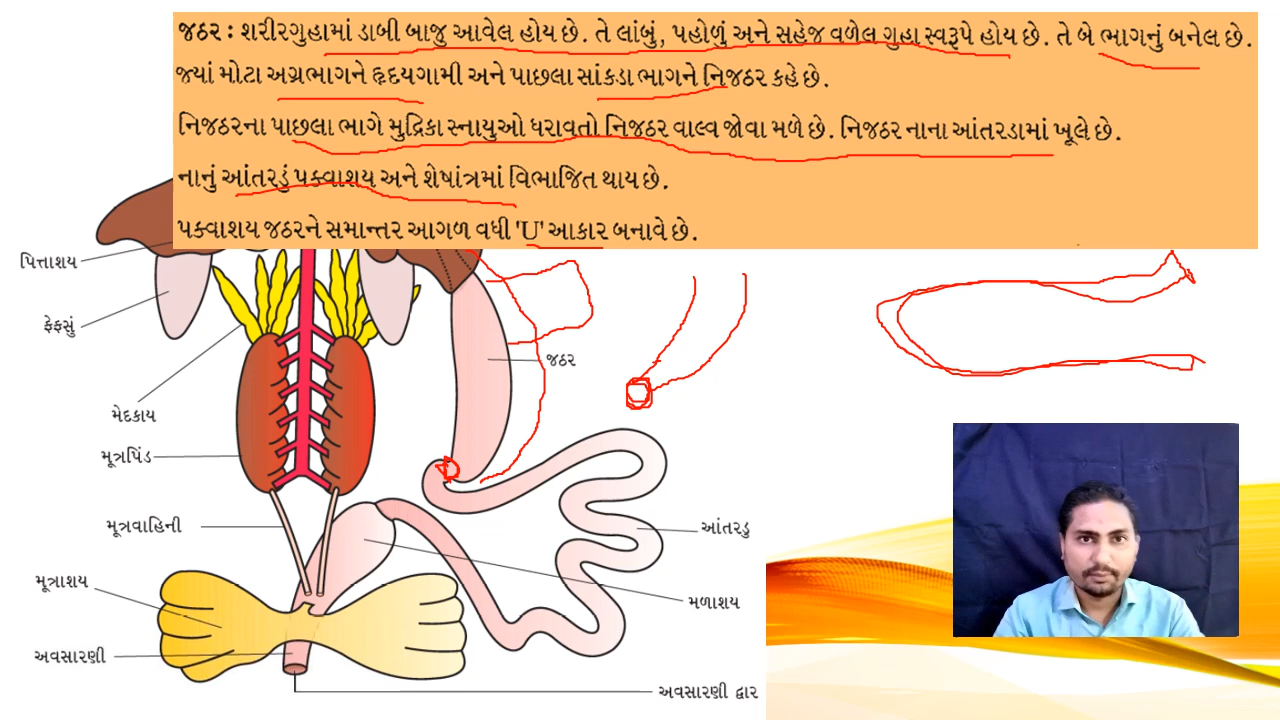 જઠર : શરીરગુહામાં ડાબી બાજુ આવેલ હોય છે. તે લાંબું, પહોળું અને સહેજ વળેલ ગુહા સ્વરૂપે હોય છે. તે બે ભાગનું બનેલ છે.
જ્યાં મોટા અગ્રભાગને હૃદયગામી અને પાછલા સાંકડા ભાગને નિજઠર કહે છે.
નિજઠરના પાછલા ભાગે મુદ્રિકા સ્નાયુઓ ધરાવતો નિજઠર વાલ્વ જોવા મળે છે. નિજઠર નાના આંતરડામાં ખૂલે છે.
નાનું આંતરડું પક્વાશય અને શેષાંત્રમાં વિભાજિત થાય છે.
પક્વાશય જઠરને સમાન્તર આગળ વધી 'U' આકાર બનાવે છે.
પિત્તાશય
ફેફસું
જઠર
મેદકાય
મૂત્રપિંડ
મૂત્રવાહિની
આંતરડુ
મૂત્રાશય
મળાશય
અવસારણી
અવસારણી દ્વાર